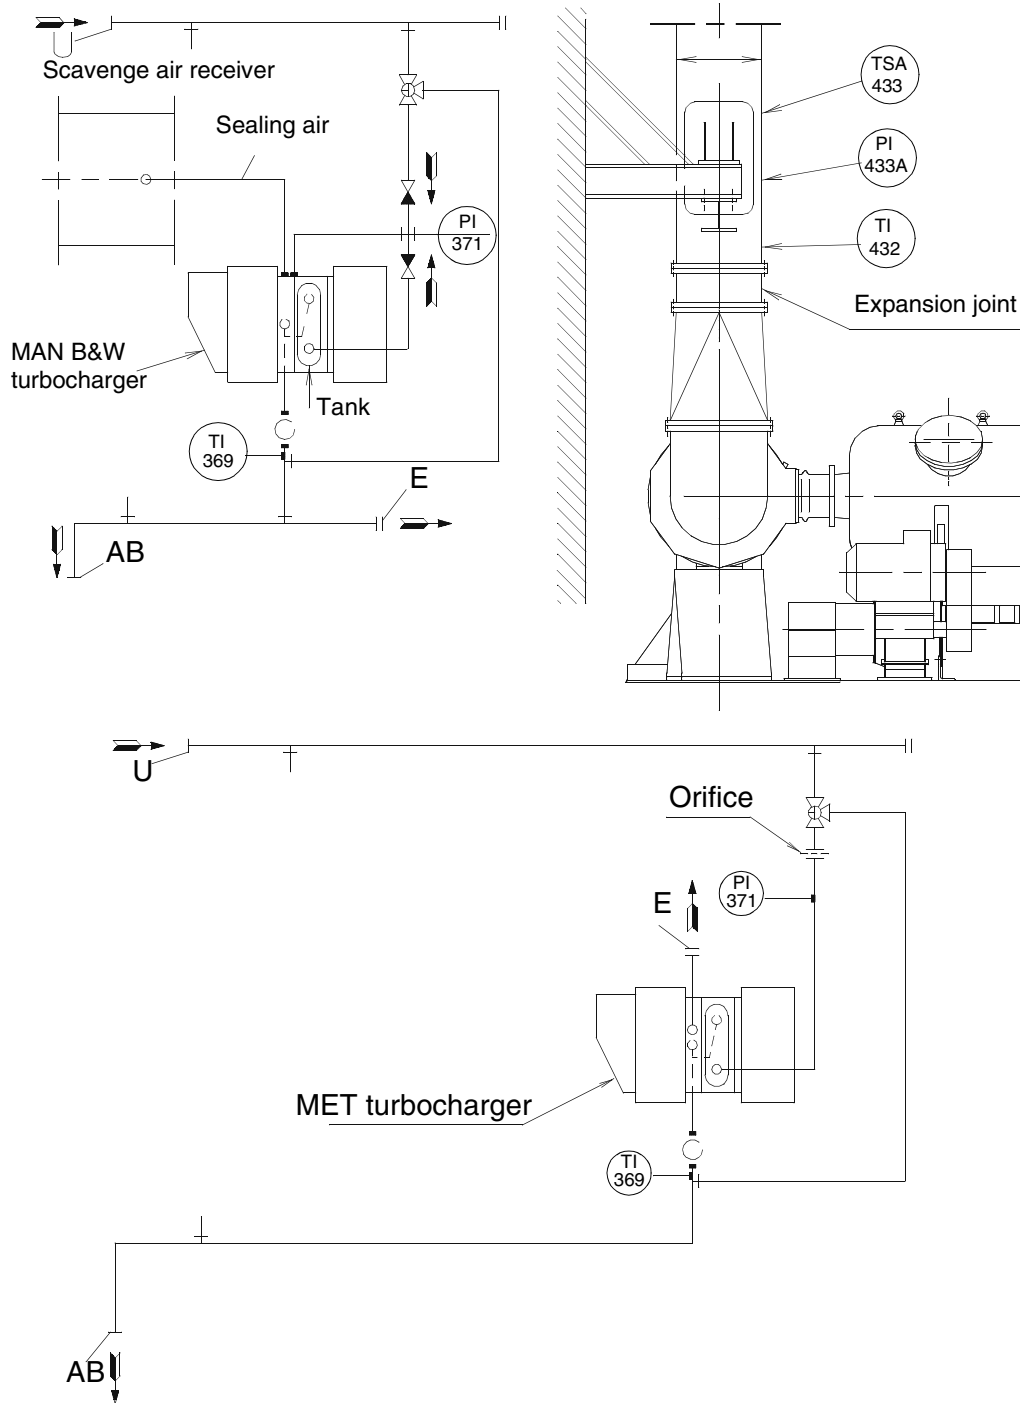 U
Scavenge air receiver
Sealing air
PI
371
MAN B&W
turbocharger
Tank
TI
369
E
AB
TSA
433
PI
433A
TI
432
Expansion joint
U
Orifice
PI
371
E
MET turbocharger
TI
369
AB